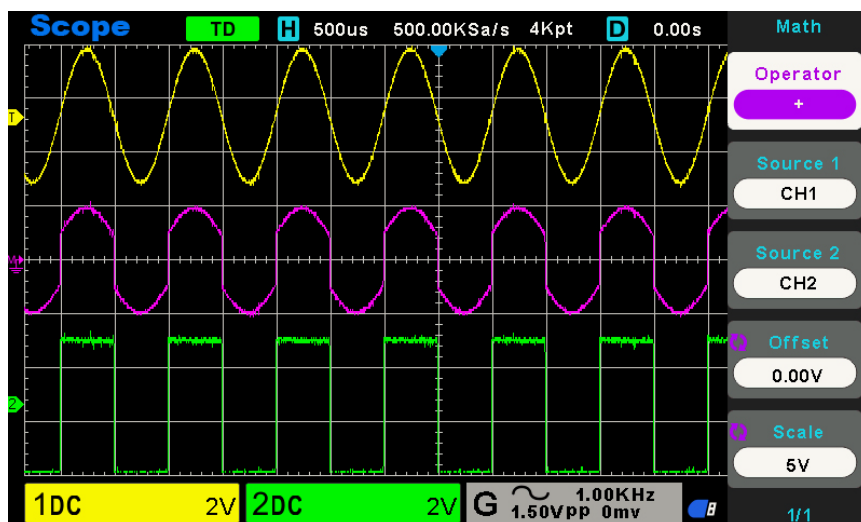 Scope TD H 500us 500.00KSa/s 4Kpt D 0.00s
Math
Operator
+
Source 1
CH1
Source 2
CH2
Offset
0.00V
Scale
5V
1/1
T
M
2
1DC 2V 2DC 2V G 1.00KHz
1.50Vpp 0mv